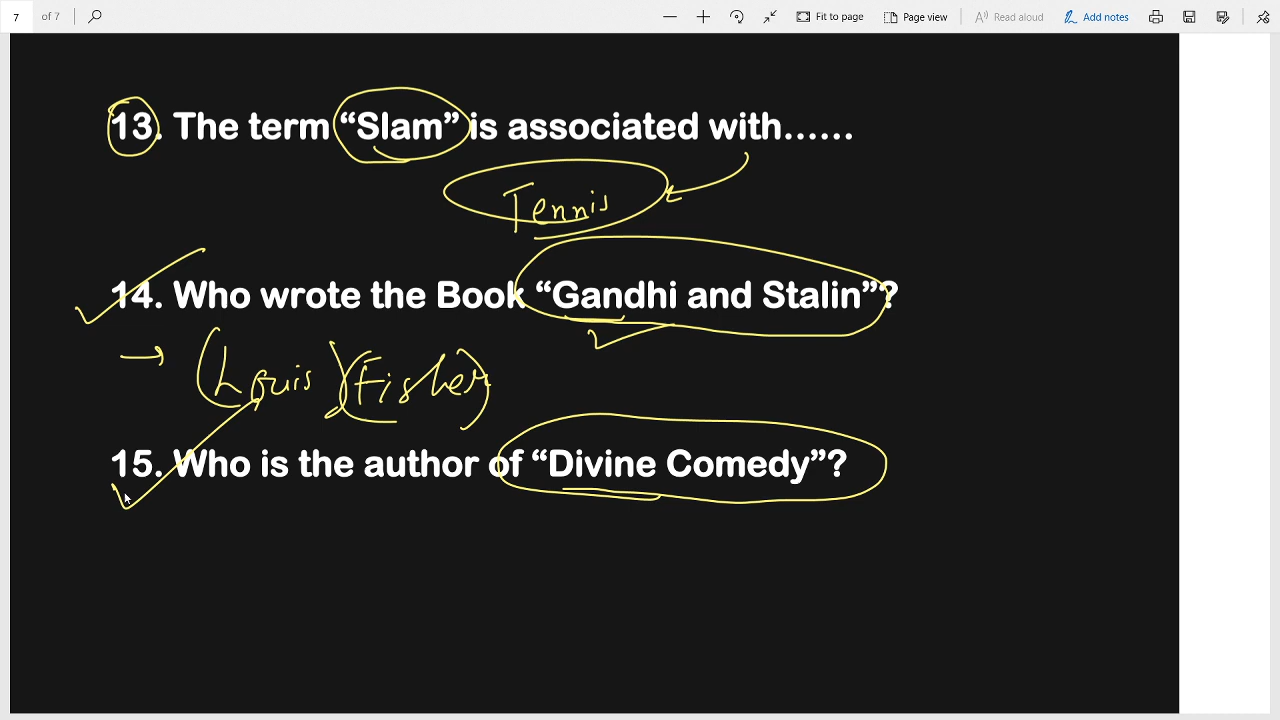 7 of 7 Fit to page Page view Read aloud Add notes
13. The term “Slam” is associated with......
Tennis
14. Who wrote the Book “Gandhi and Stalin”?
→ (Louis) (Fisher)
15. Who is the author of “Divine Comedy”?